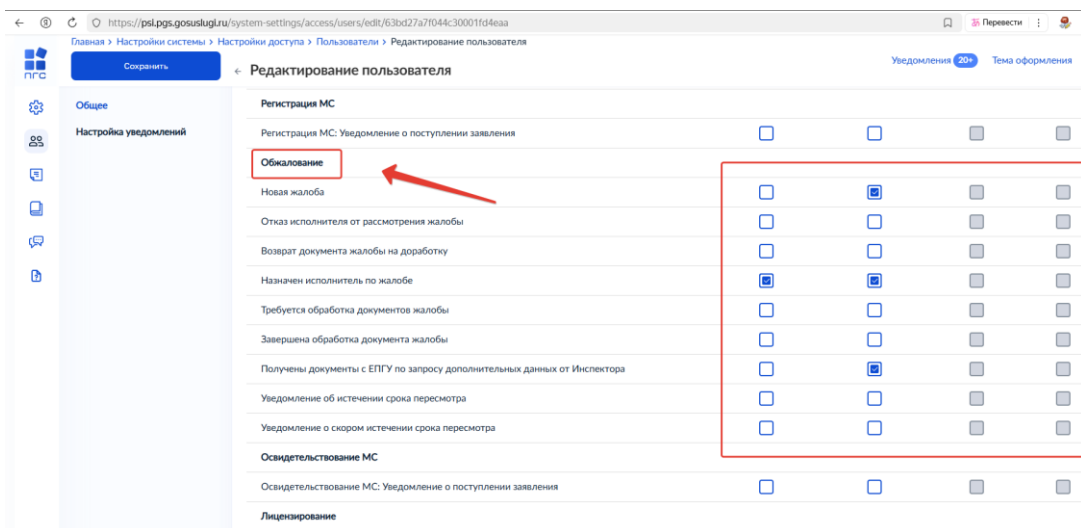 https://psi.pgs.gosuslugi.ru/system-settings/access/users/edit/63bd27a7f044c30001fd4eaa
Перевести
Главная > Настройки системы > Настройки доступа > Пользователи > Редактирование пользователя
ПГС
Сохранить
← Редактирование пользователя
Уведомления 20+
Тема оформления
Общее
Настройка уведомлений
Регистрация МС
Регистрация МС: Уведомление о поступлении заявления
Обжалование
Новая жалоба
Отказ исполнителя от рассмотрения жалобы
Возврат документа жалобы на доработку
Назначен исполнитель по жалобе
Требуется обработка документов жалобы
Завершена обработка документа жалобы
Получены документы с ЕПГУ по запросу дополнительных данных от Инспектора
Уведомление об истечении срока пересмотра
Уведомление о скором истечении срока пересмотра
Освидетельствование МС
Освидетельствование МС: Уведомление о поступлении заявления
Лицензирование